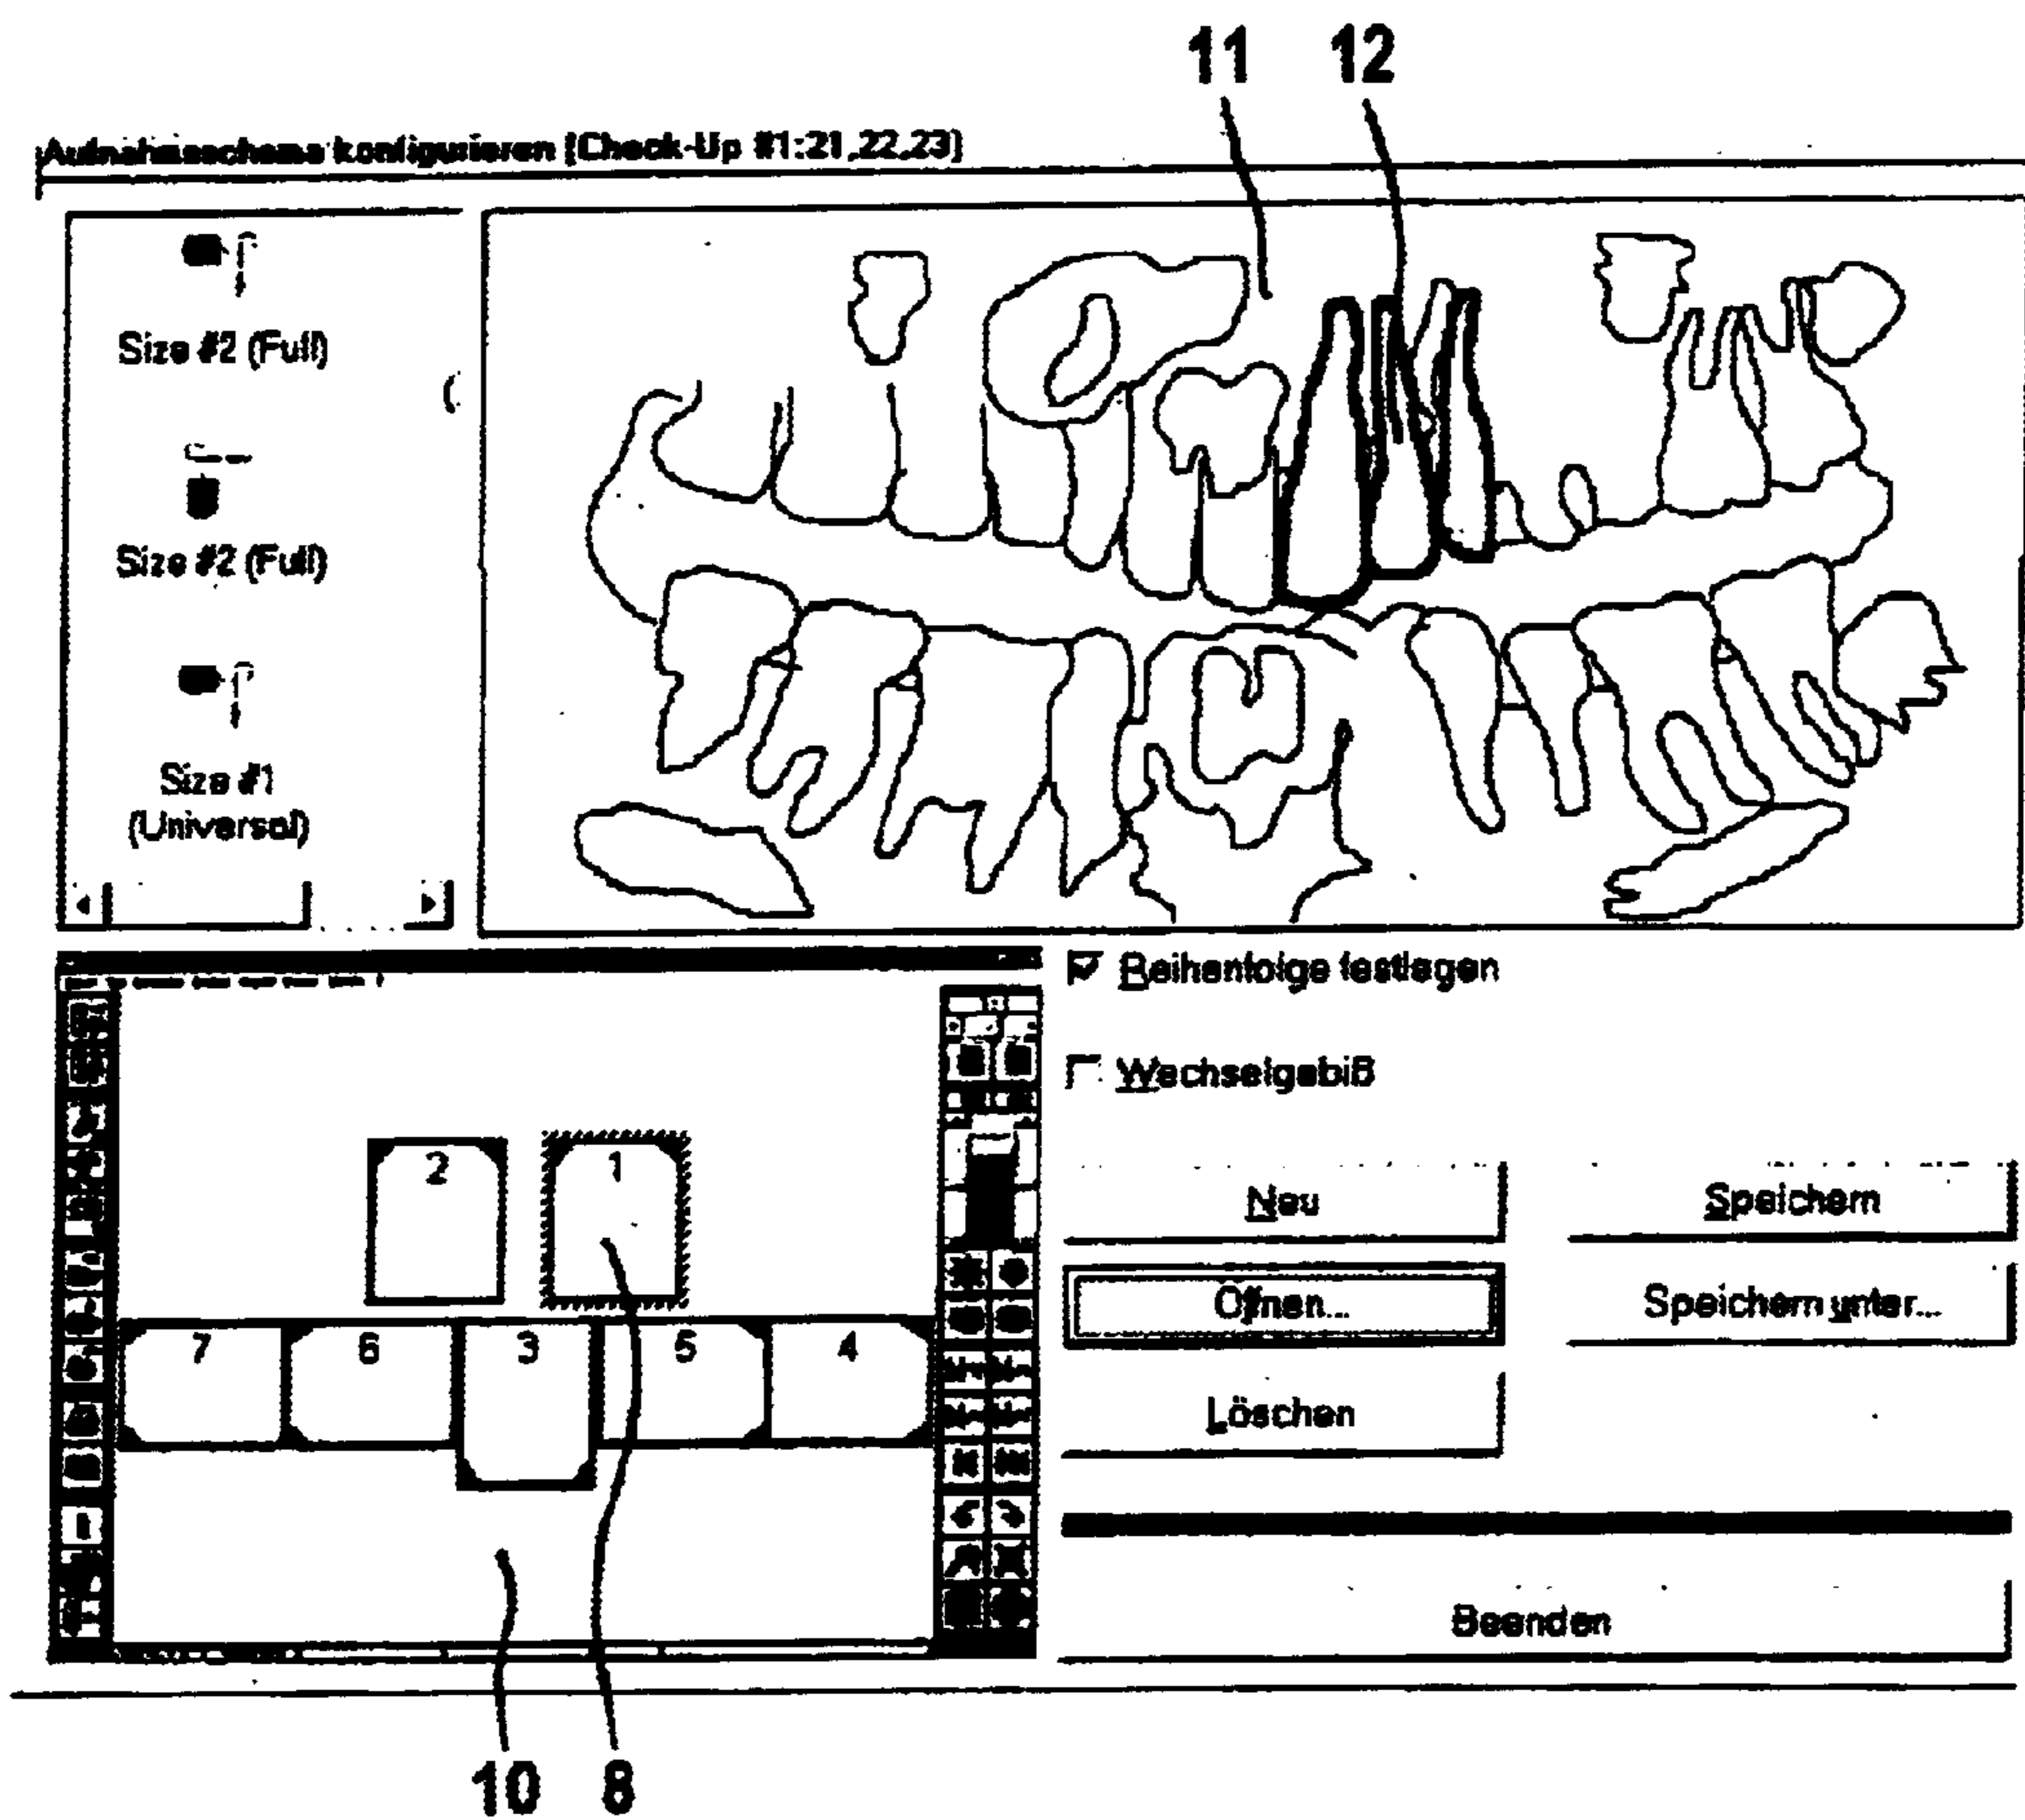 11 12
Aufnahmeschema konfigurieren [Check-Up #1:21,22,23]
Size #2 (Full)
Size #2 (Full)
Size #1
(Universal)
Reihenfolge festlegen
Wechselgebiß
2 1
7 6 3 5 4
Neu
Speichern
Öffnen...
Speichern unter...
Löschen
Beenden
10 8